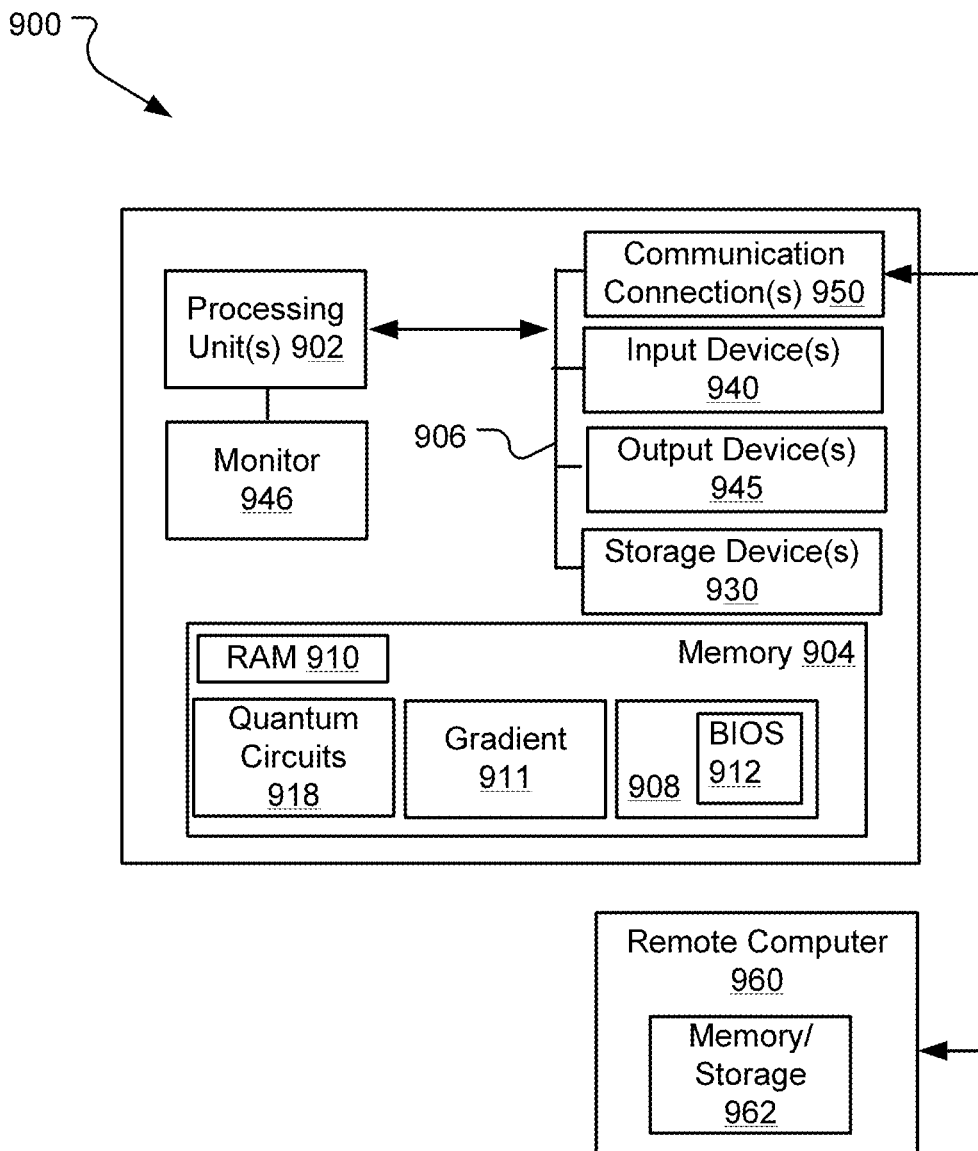 900
Communication
Connection(s) 950
Processing
Unit(s) 902
Input Device(s)
940
906
Monitor
946
Output Device(s)
945
Storage Device(s)
930
RAM 910
Memory 904
Quantum
Circuits
918
Gradient
911
908
BIOS
912
Remote Computer
960
Memory/
Storage
962